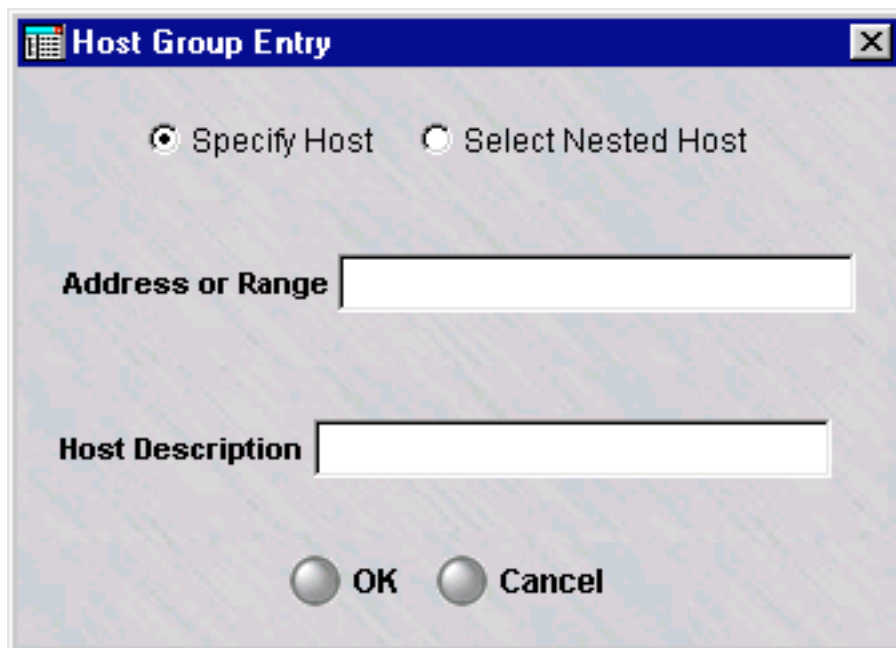 Host Group Entry
Specify Host Select Nested Host
Address or Range
Host Description
OK Cancel